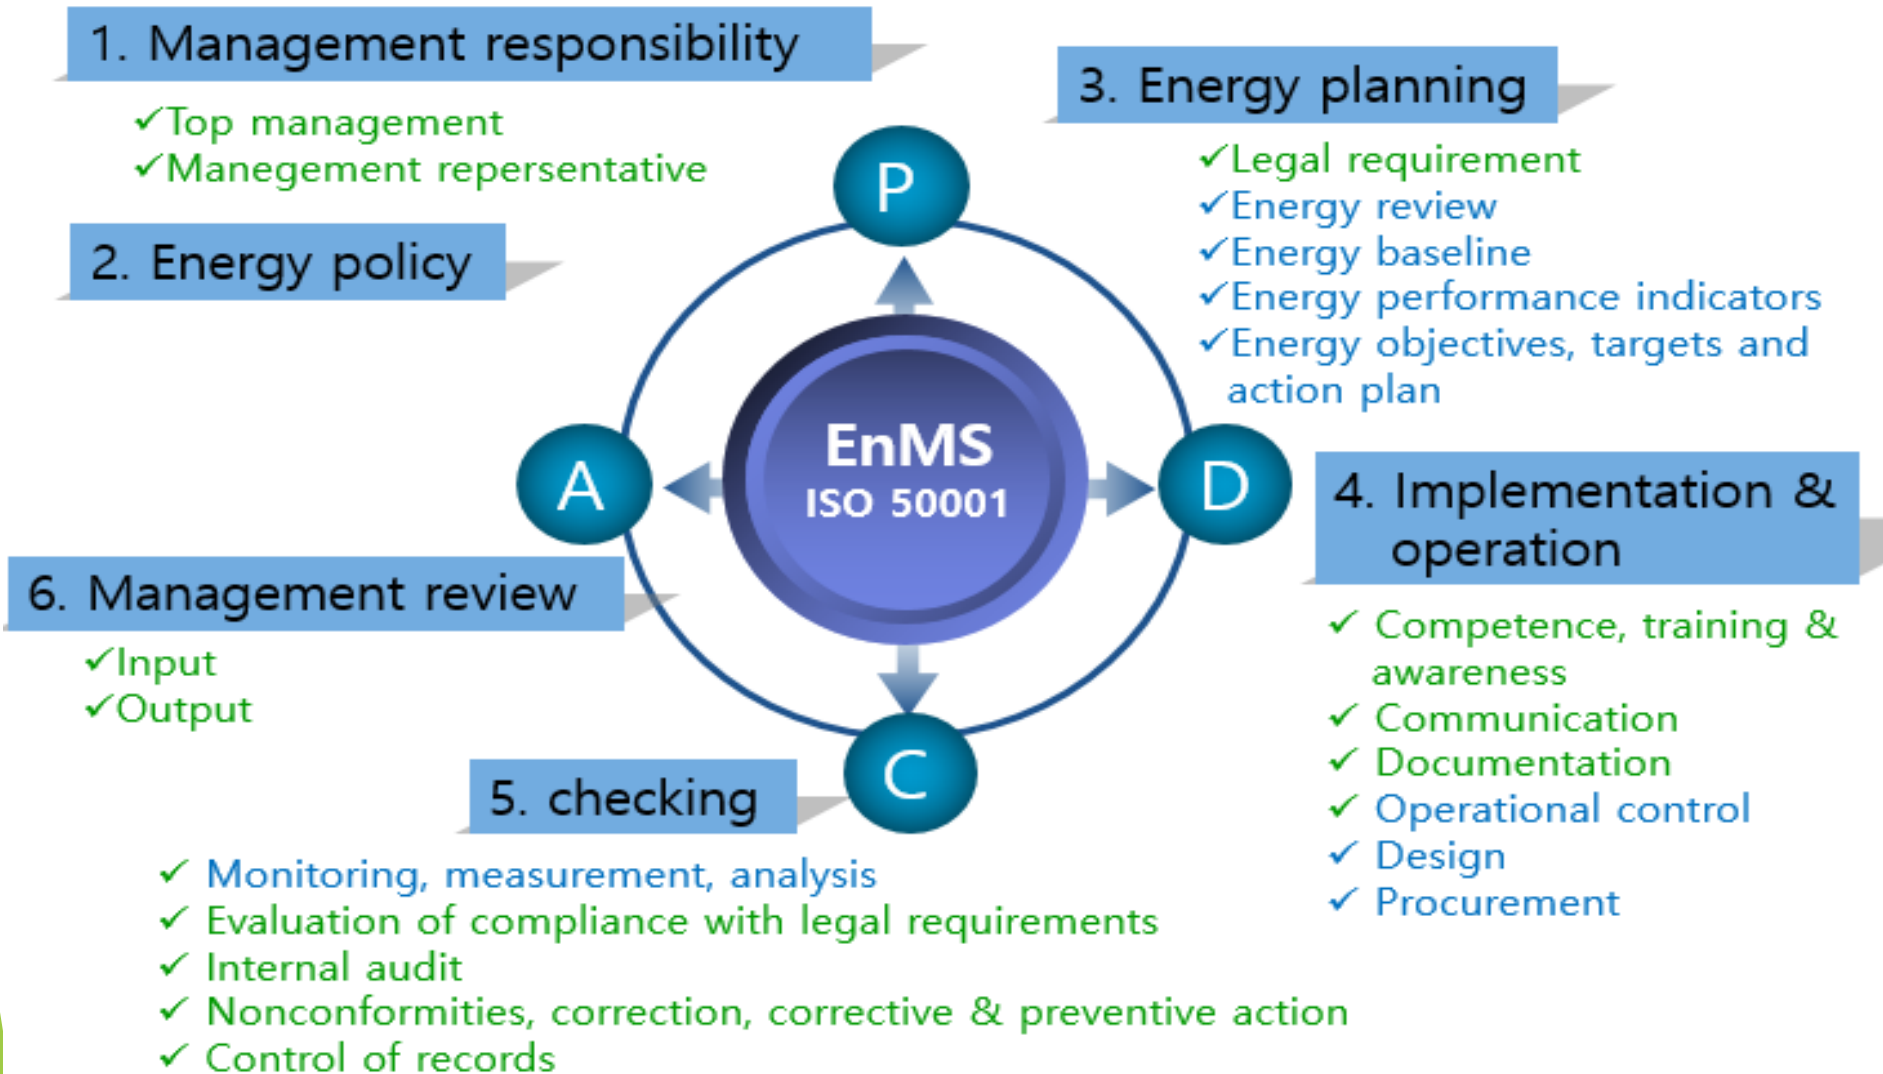 1. Management responsibility
✓Top management
✓Manegement repersentative
2. Energy policy
3. Energy planning
✓Legal requirement
✓Energy review
✓Energy baseline
✓Energy performance indicators
✓Energy objectives, targets and
action plan
P
A
EnMS
ISO 50001
D
C
4. Implementation &
operation
✓ Competence, training &
awareness
✓ Communication
✓ Documentation
✓ Operational control
✓ Design
✓ Procurement
5. checking
✓ Monitoring, measurement, analysis
✓ Evaluation of compliance with legal requirements
✓ Internal audit
✓ Nonconformities, correction, corrective & preventive action
✓ Control of records
6. Management review
✓Input
✓Output